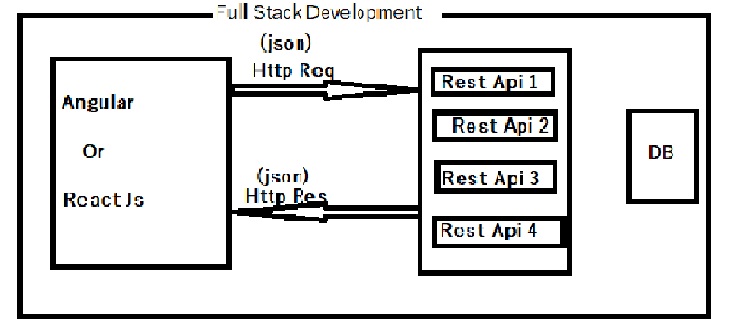 Full Stack Development
(json)
Http Req
Angular
Or
React Js
(json)
Http Res
Rest Api 1
Rest Api 2
Rest Api 3
Rest Api 4
DB